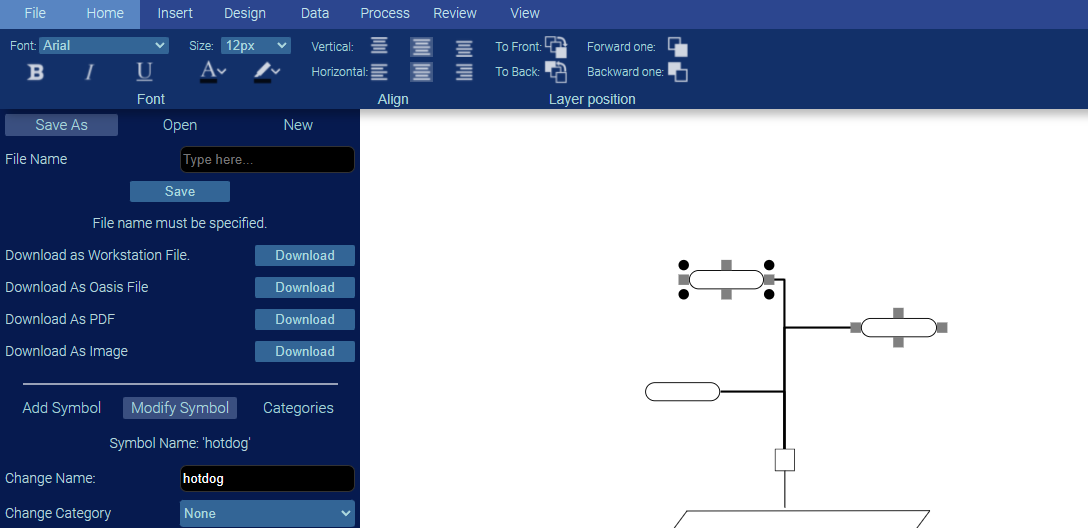 File Home Insert Design Data Process Review View
Font: Arial Size: 12px Vertical: To Front: Forward one:
B I U A Horizontal: To Back: Backward one:
Font Align Layer position
Save As Open New
File Name Type here...
Save
File name must be specified.
Download as Workstation File. Download
Download As Oasis File Download
Download As PDF Download
Download As Image Download
Add Symbol Modify Symbol Categories
Symbol Name: 'hotdog'
Change Name: hotdog
Change Category None